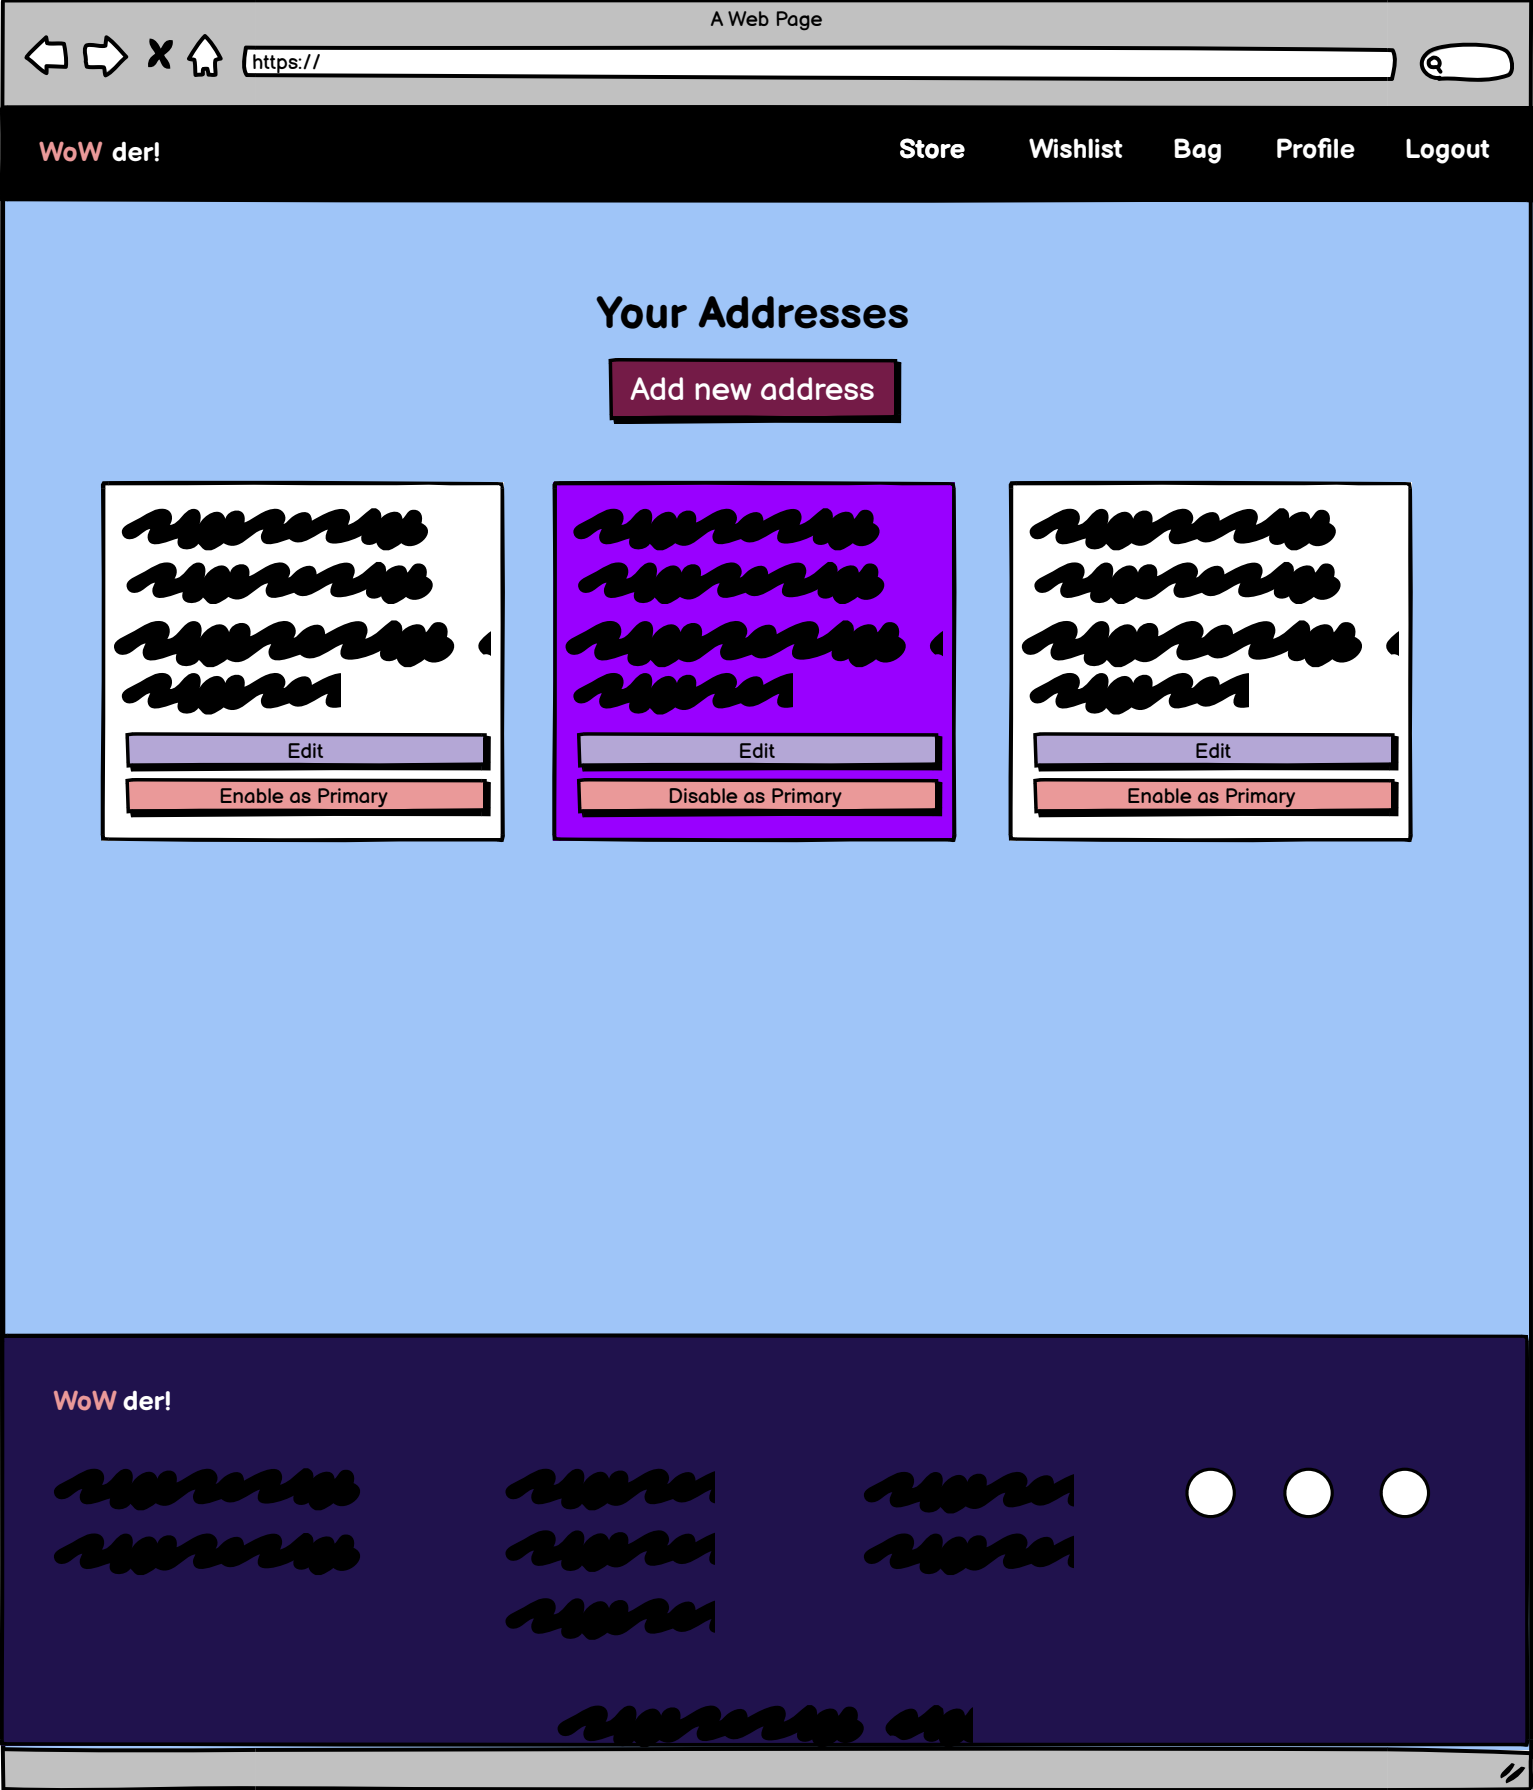 A Web Page
https://
WoW der!
Store Wishlist Bag Profile Logout
Your Addresses
Add new address
Edit
Enable as Primary
Edit
Disable as Primary
Edit
Enable as Primary
WoW der!